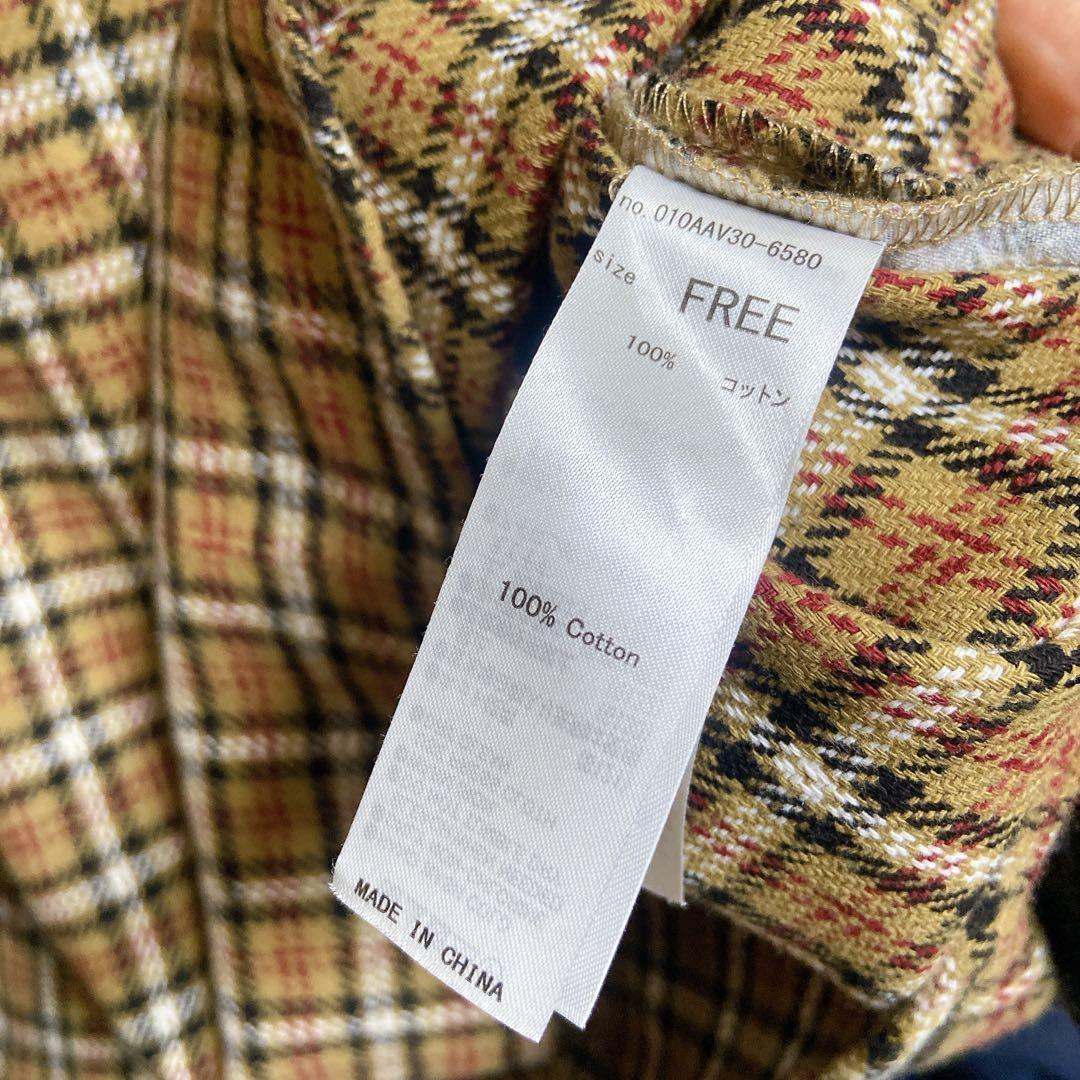 no.010AAV30-6580
size FREE
100% コットン
100% Cotton
MADE IN CHINA